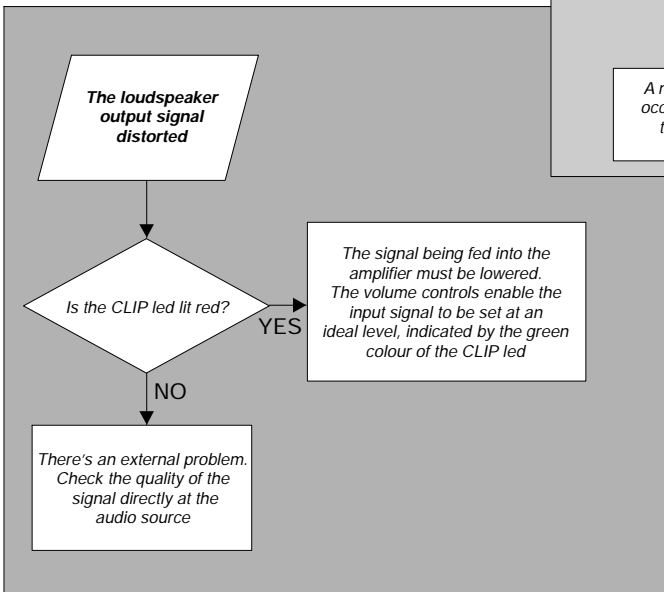 The loudspeaker
output signal
distorted
Is the CLIP led lit red?
YES
The signal being fed into the
amplifier must be lowered.
The volume controls enable the
input signal to be set at an
ideal level, indicated by the green
colour of the CLIP led
NO
There's an external problem.
Check the quality of the
signal directly at the
audio source
A